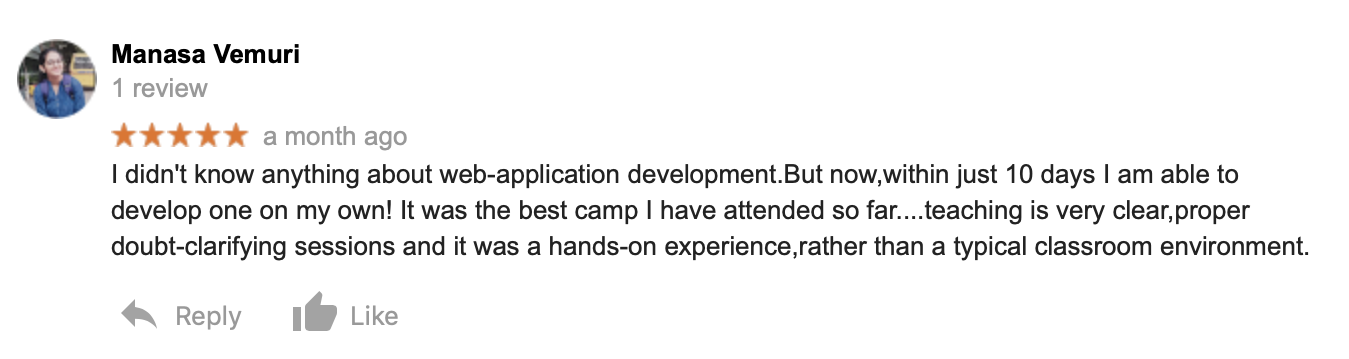 Manasa Vemuri
1 review
a month ago
I didn't know anything about web-application development.But now,within just 10 days I am able to
develop one on my own! It was the best camp I have attended so far....teaching is very clear,proper
doubt-clarifying sessions and it was a hands-on experience,rather than a typical classroom environment.
Reply Like